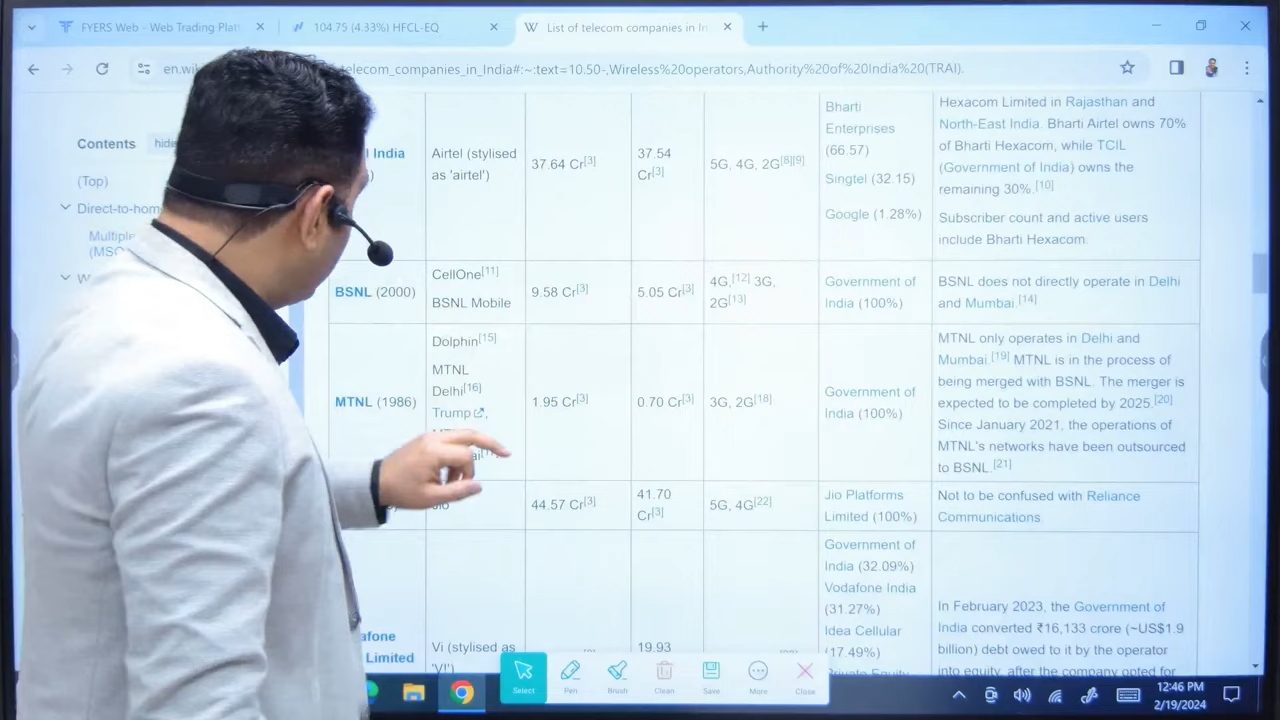 FYERS Web - Web Trading Plat
104.75 (4.33%) HFCL-EQ
W List of telecom companies in In
en.wi telecom_companies_in_India#:~:text=10.50-,Wireless%20operators,Authority%20of%20India%20(TRAI).
Contents
(Top)
Direct-to-hom
Multiple
(MSO
India
Airtel (stylised
as 'airtel')
37.64 Cr[3]
37.54
Cr[3]
5G, 4G, 2G[8][9]
Bharti
Enterprises
(66.57)
Singtel (32.15)
Google (1.28%)
Hexacom Limited in Rajasthan and
North-East India. Bharti Airtel owns 70%
of Bharti Hexacom, while TCIL
(Government of India) owns the
remaining 30%.[10]
Subscriber count and active users
include Bharti Hexacom.
BSNL (2000)
CellOne[11]
BSNL Mobile
9.58 Cr[3]
5.05 Cr[3]
4G,[12] 3G,
2G[13]
Government of
India (100%)
BSNL does not directly operate in Delhi
and Mumbai.[14]
MTNL (1986)
Dolphin[15]
MTNL
Delhi[16]
Trump,
1.95 Cr[3]
0.70 Cr[3]
3G, 2G[18]
Government of
India (100%)
MTNL only operates in Delhi and
Mumbai.[19] MTNL is in the process of
being merged with BSNL. The merger is
expected to be completed by 2025.[20]
Since January 2021, the operations of
MTNL's networks have been outsourced
to BSNL.[21]
Jio
44.57 Cr[3]
41.70
Cr[3]
5G, 4G[22]
Jio Platforms
Limited (100%)
Not to be confused with Reliance
Communications
afone
Limited
Vi (stylised as
'VI')
19.93
Government of
India (32.09%)
Vodafone India
(31.27%)
Idea Cellular
(17.49%)
Private Equity
In February 2023, the Government of
India converted ₹16,133 crore (~US$1.9
billion) debt owed to it by the operator
into equity, after the company opted for
Select
Pen
Brush
Clean
Save
More
Close
12:46 PM
2/19/2024